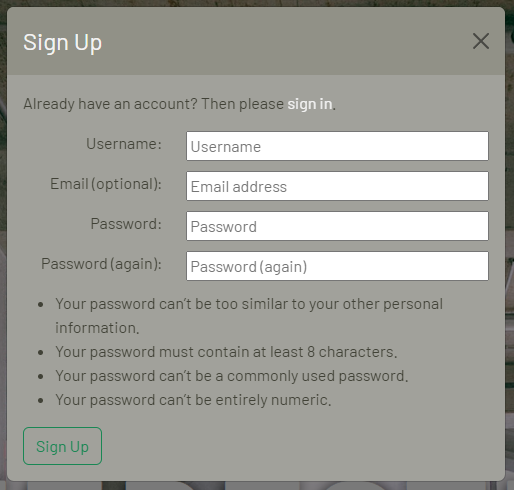 Sign Up
Already have an account? Then please sign in.
Username:
Username
Email (optional):
Email address
Password:
Password
Password (again):
Password (again)
Your password can't be too similar to your other personal
information.
Your password must contain at least 8 characters.
Your password can't be a commonly used password.
Your password can't be entirely numeric.
Sign Up